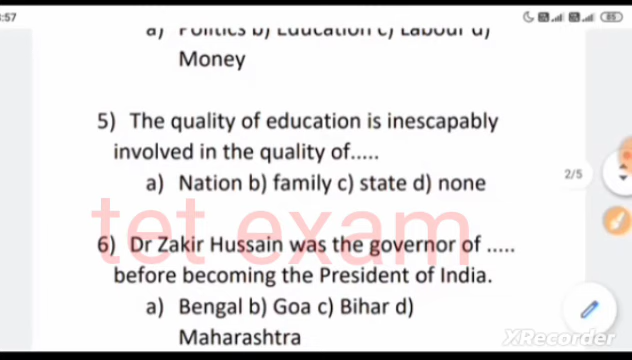 :57
85
a) Politics b) Education c) Labour d)
Money
5) The quality of education is inescapably
involved in the quality of.....
a) Nation b) family c) state d) none
2/5
tet exam
6) Dr Zakir Hussain was the governor of .....
before becoming the President of India.
a) Bengal b) Goa c) Bihar d)
Maharashtra
XRecorder